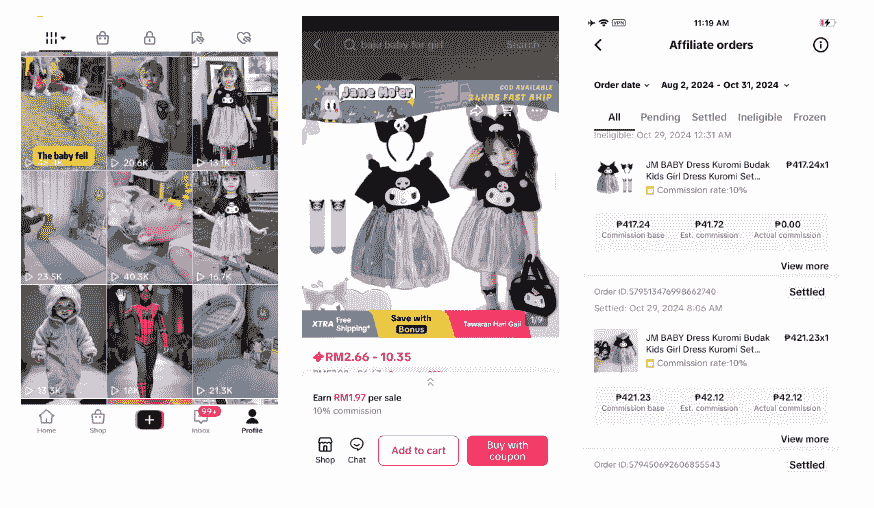 The baby fell
20.6K
13.1K
23.5K
40.3K
16.7K
13.3K
18K
21.3K
Home
Shop
99+
Inbox
Profile
baju baby for girl
Search
Jane Ma'er
COD AVAILABLE
24HRS FAST SHIP
XTRA Free Shipping*
Save with Bonus
Tawaran Hari Gaji
1/9
RM2.66 - 10.35
Earn RM1.97 per sale
10% commission
Shop
Chat
Add to cart
Buy with coupon
VPN
11:19 AM
Affiliate orders
Order date
Aug 2, 2024 - Oct 31, 2024
All
Pending
Settled
Ineligible
Frozen
Ineligible: Oct 29, 2024 12:31 AM
JM BABY Dress Kuromi Budak
₱417.24x1
Kids Girl Dress Kuromi Set...
Commission rate:10%
₱417.24
₱41.72
₱0.00
Commission base
Est. commission
Actual commission
View more
Order ID:579513476998662740
Settled
Settled: Oct 29, 2024 8:06 AM
JM BABY Dress Kuromi Budak
₱421.23x1
Kids Girl Dress Kuromi Set...
Commission rate:10%
₱421.23
₱42.12
₱42.12
Commission base
Est. commission
Actual commission
View more
Order ID:579450692606855543
Settled